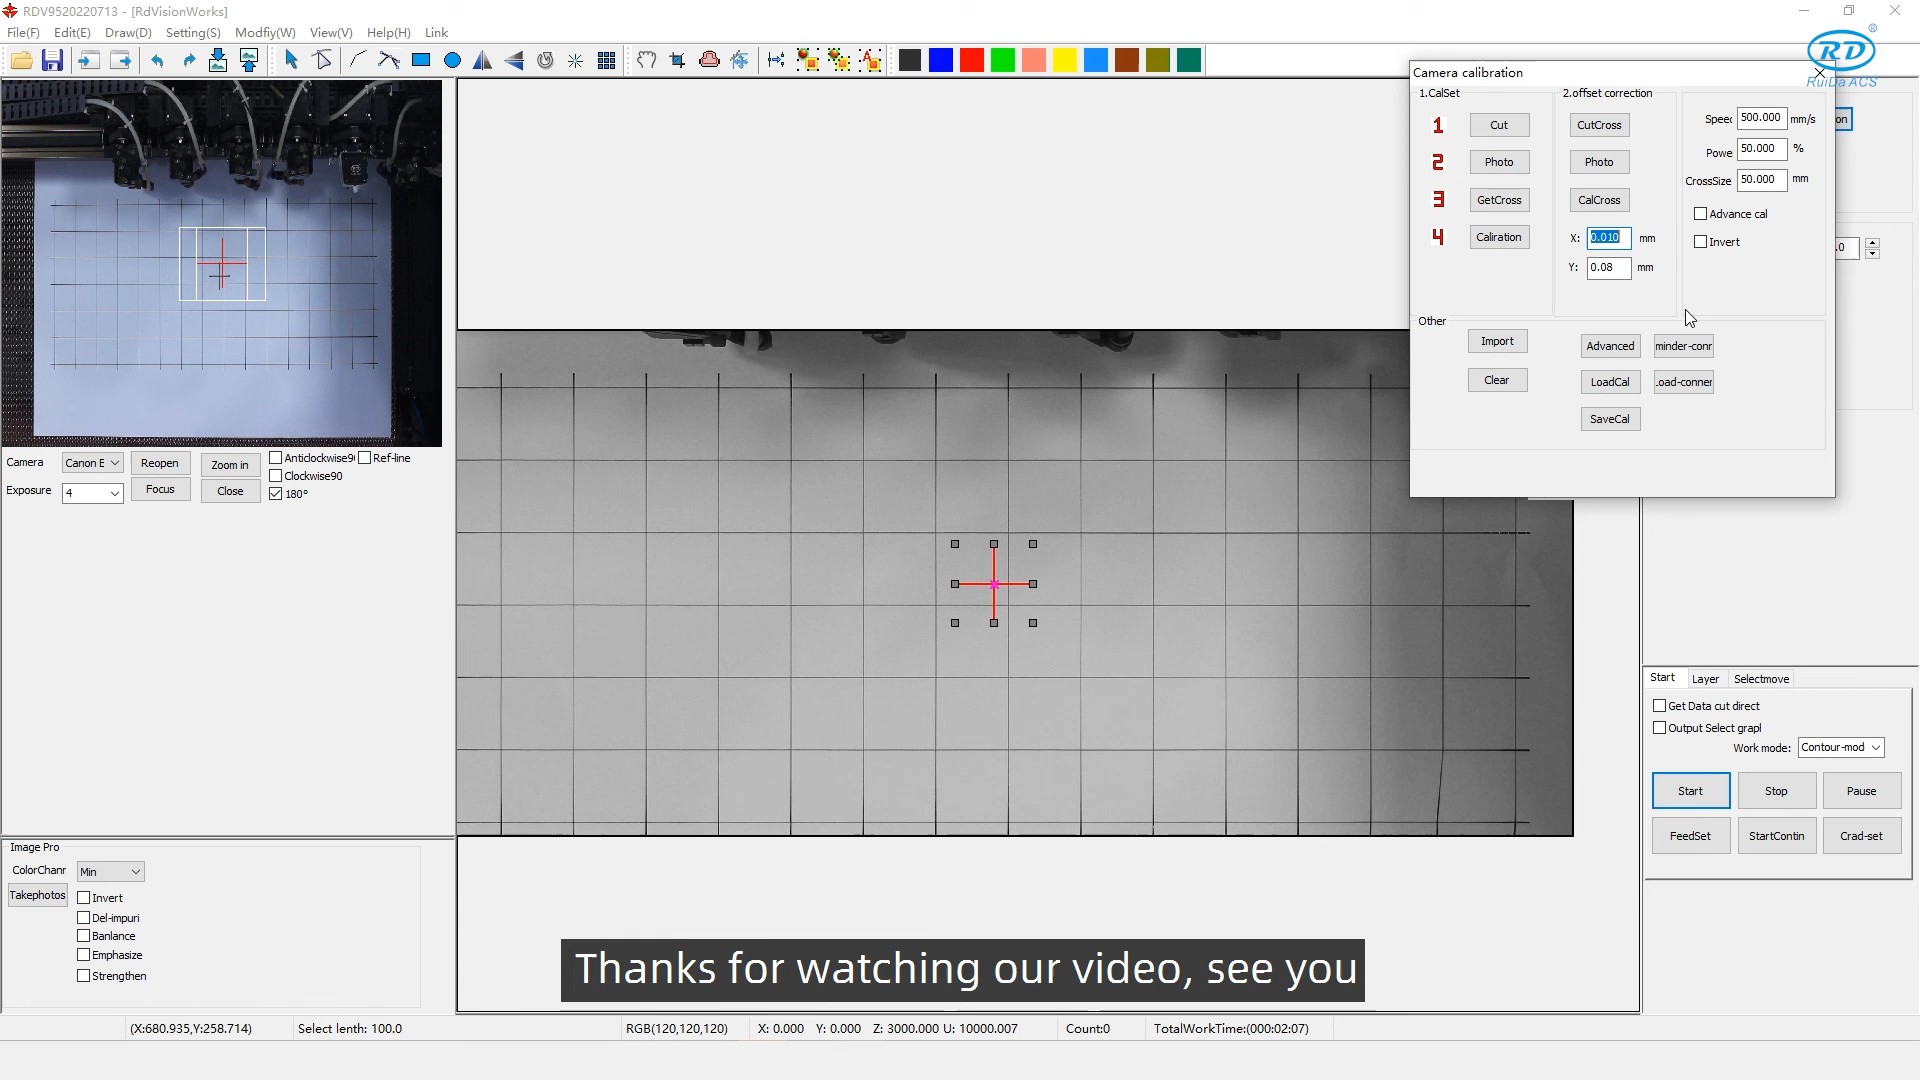 RDV9520220713 - [RdVisionWorks]
File(F) Edit(E) Draw(D) Setting(S) Modfiy(W) View(V) Help(H) Link
RD
®
RuiDa ACS
Camera calibration
1.CalSet
2.offset correction
1 Cut
CutCross
Speec 500.000 mm/s
on
2 Photo
Photo
Powe 50.000 %
3 GetCross
CalCross
CrossSize 50.000 mm
Advance cal
4 Caliration
X: 0.010 mm
Invert
.0
Y: 0.08 mm
Other
Import
Advanced
minder-conr
Clear
LoadCal
.oad-conner
SaveCal
Camera Canon E Reopen Zoom in Anticlockwise9( Ref-line
Clockwise90
Exposure 4 Focus Close 180°
Start Layer Selectmove
Get Data cut direct
Output Select grapl
Work mode: Contour-mod
Start Stop Pause
FeedSet StartContin Crad-set
Image Pro
ColorChanr Min
Takephotos Invert
Del-impuri
Banlance
Emphasize
Strengthen
Thanks for watching our video, see you
(X:680.935,Y:258.714) Select lenth: 100.0 RGB(120,120,120) X: 0.000 Y: 0.000 Z: 3000.000 U: 10000.007 Count:0 TotalWorkTime:(000:02:07)